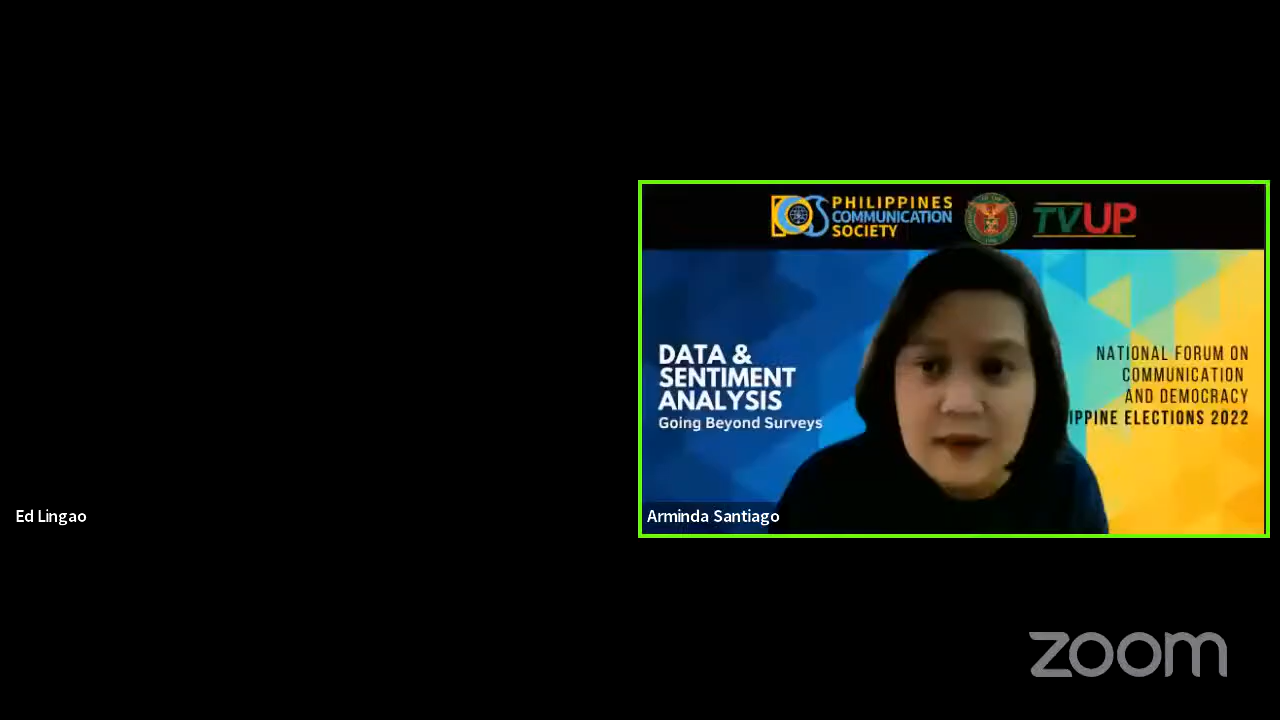 PHILIPPINES
COMMUNICATION
SOCIETY
TVUP
DATA &
SENTIMENT
ANALYSIS
Going Beyond Surveys
NATIONAL FORUM ON
COMMUNICATION
AND DEMOCRACY
IPPINE ELECTIONS 2022
Ed Lingao
Arminda Santiago
zoom